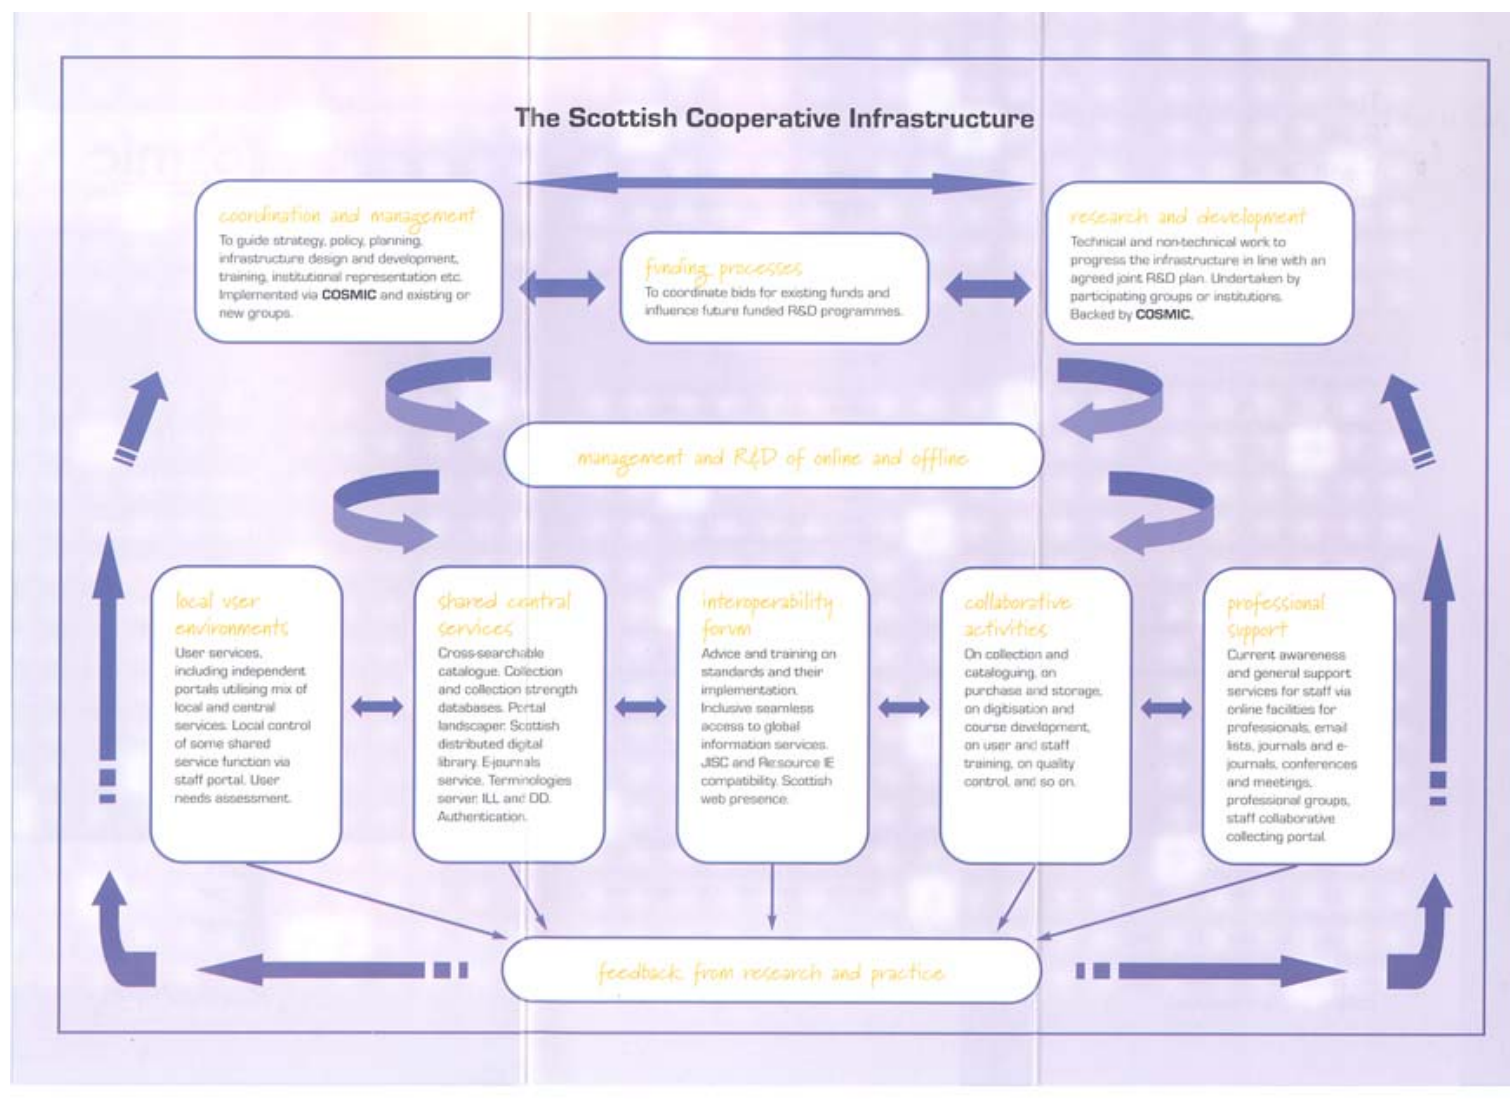 The Scottish Cooperative Infrastructure
coordination and management
To guide strategy, policy, planning,
infrastructure design and development,
training, institutional representation etc.
Implemented via COSMIC and existing or
new groups.
funding processes
To coordinate bids for existing funds and
influence future funded R&D programmes.
research and development
Technical and non-technical work to
progress the infrastructure in line with an
agreed joint R&D plan. Undertaken by
participating groups or institutions.
Backed by COSMIC.
management and R&D of online and offline
local user
environments
User services,
including independent
portals utilising mix of
local and central
services. Local control
of some shared
service function via
staff portal. User
needs assessment.
shared central
services
Cross-searchable
catalogue. Collection
and collection strength
databases. Portal
landscaper. Scottish
distributed digital
library. E-journals
service. Terminologies
server. ILL and DD.
Authentication.
interoperability
forum
Advice and training on
standards and their
implementation.
Inclusive seamless
access to global
information services.
JISC and Resource IE
compatibility. Scottish
web presence.
collaborative
activities
On collection and
cataloguing, on
purchase and storage,
on digitisation and
course development,
on user and staff
training, on quality
control, and so on.
professional
support
Current awareness
and general support
services for staff via
online facilities for
professionals, email
lists, journals and e-
journals, conferences
and meetings,
professional groups,
staff collaborative
collecting portal.
feedback from research and practice